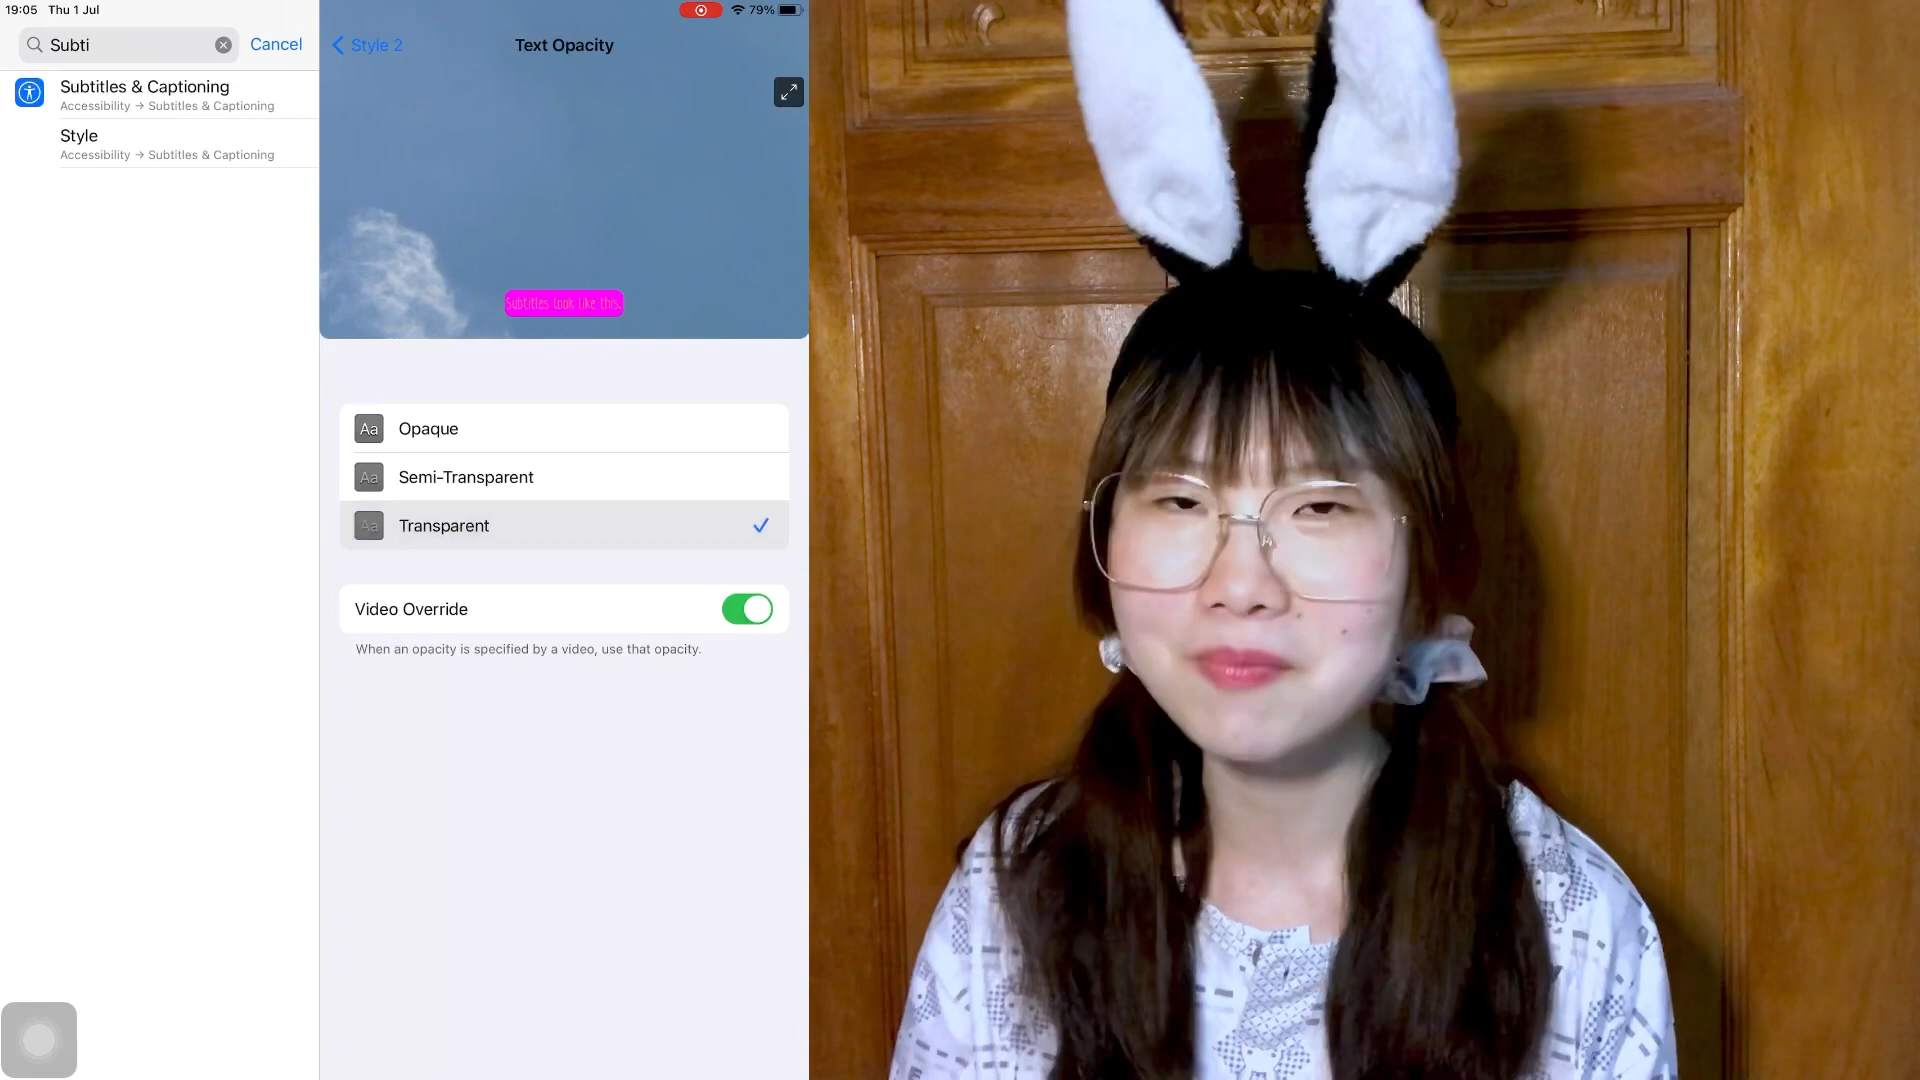 19:05 Thu 1 Jul
79%
Subti
Cancel
Subtitles & Captioning
Accessibility → Subtitles & Captioning
Style
Accessibility → Subtitles & Captioning
Style 2
Text Opacity
Subtitles look like this.
Aa Opaque
Aa Semi-Transparent
Aa Transparent
Video Override
When an opacity is specified by a video, use that opacity.